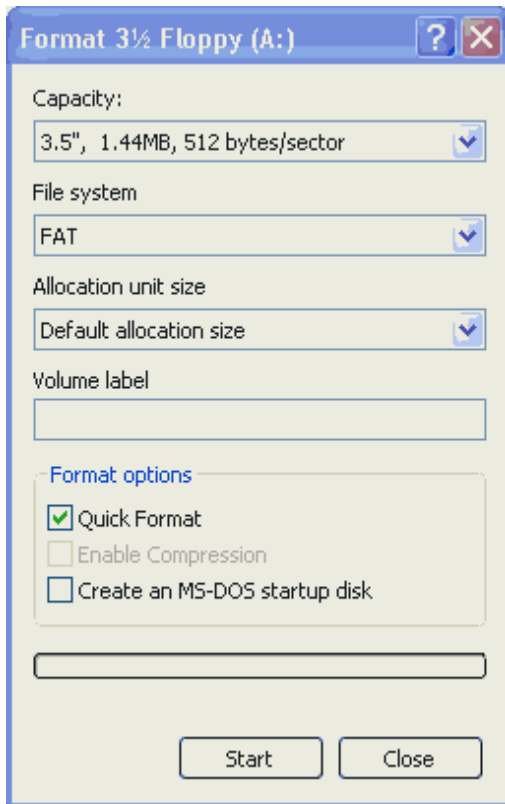 Format 3½ Floppy (A:)
Capacity:
3.5", 1.44MB, 512 bytes/sector
File system
FAT
Allocation unit size
Default allocation size
Volume label
Format options
Quick Format
Enable Compression
Create an MS-DOS startup disk
Start Close